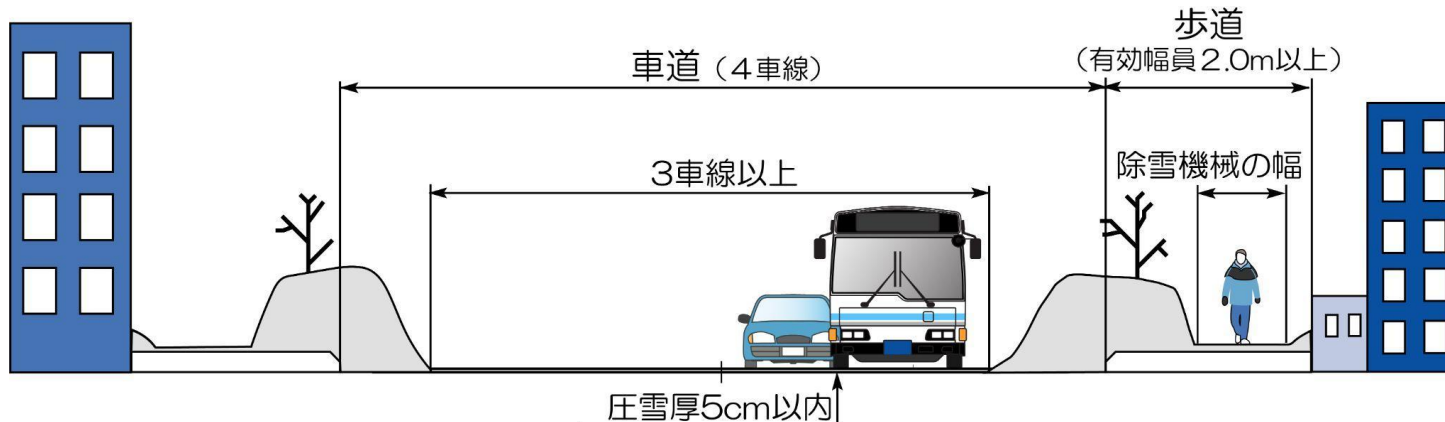 歩道
(有効幅員2.0m以上)
車道(4車線)
除雪機械の幅
3車線以上
圧雪厚5cm以内